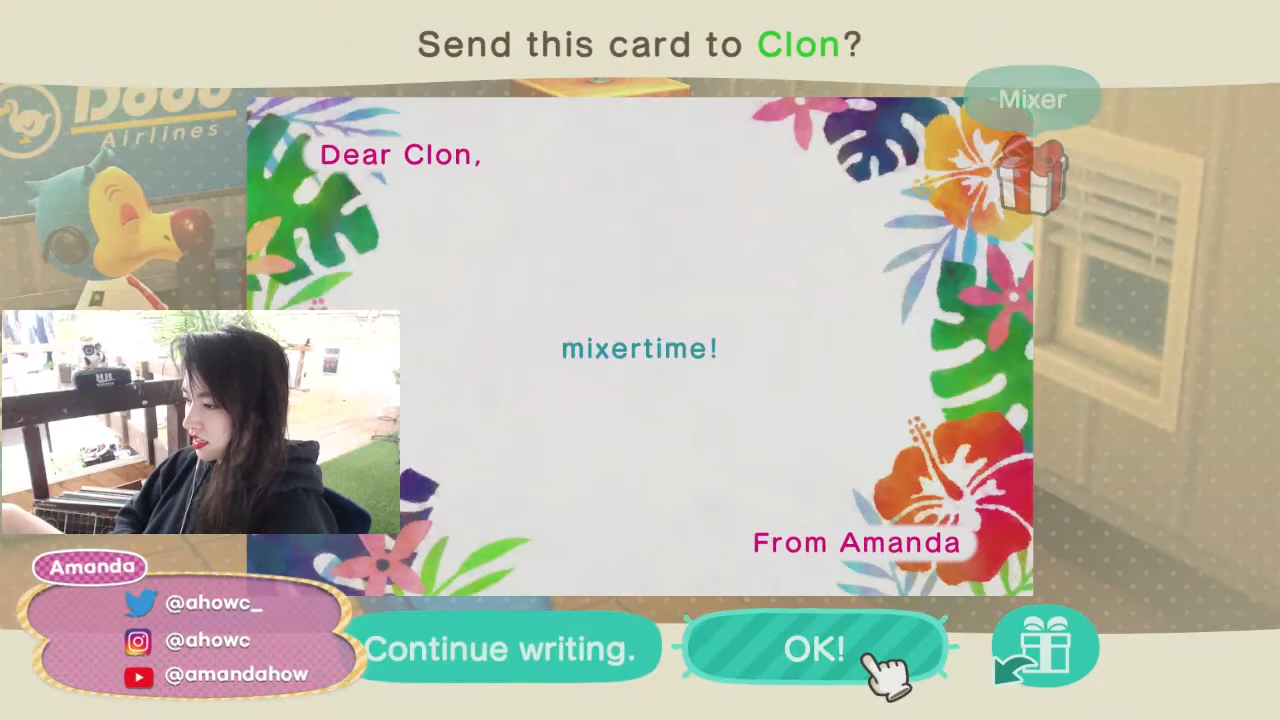 Send this card to Clon?
Mixer
Dodo
Airlines
Dear Clon,
mixertime!
From Amanda
Amanda
@ahowc_
@ahowc
@amandahow
Continue writing.
OK!